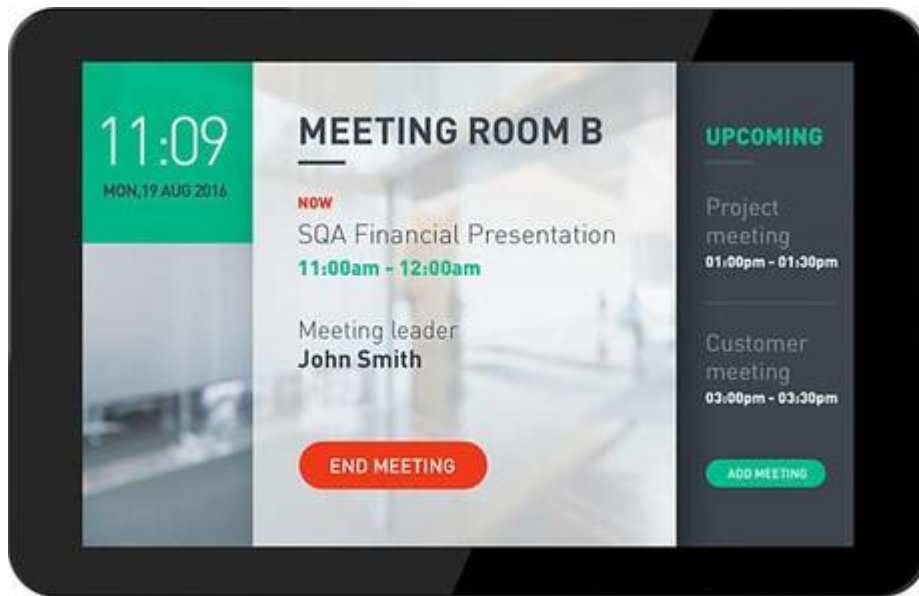 11:09
MON,19 AUG 2016
MEETING ROOM B
NOW
SQA Financial Presentation
11:00am - 12:00am
Meeting leader
John Smith
END MEETING
UPCOMING
Project
meeting
01:00pm - 01:30pm
Customer
meeting
03:00pm - 03:30pm
ADD MEETING